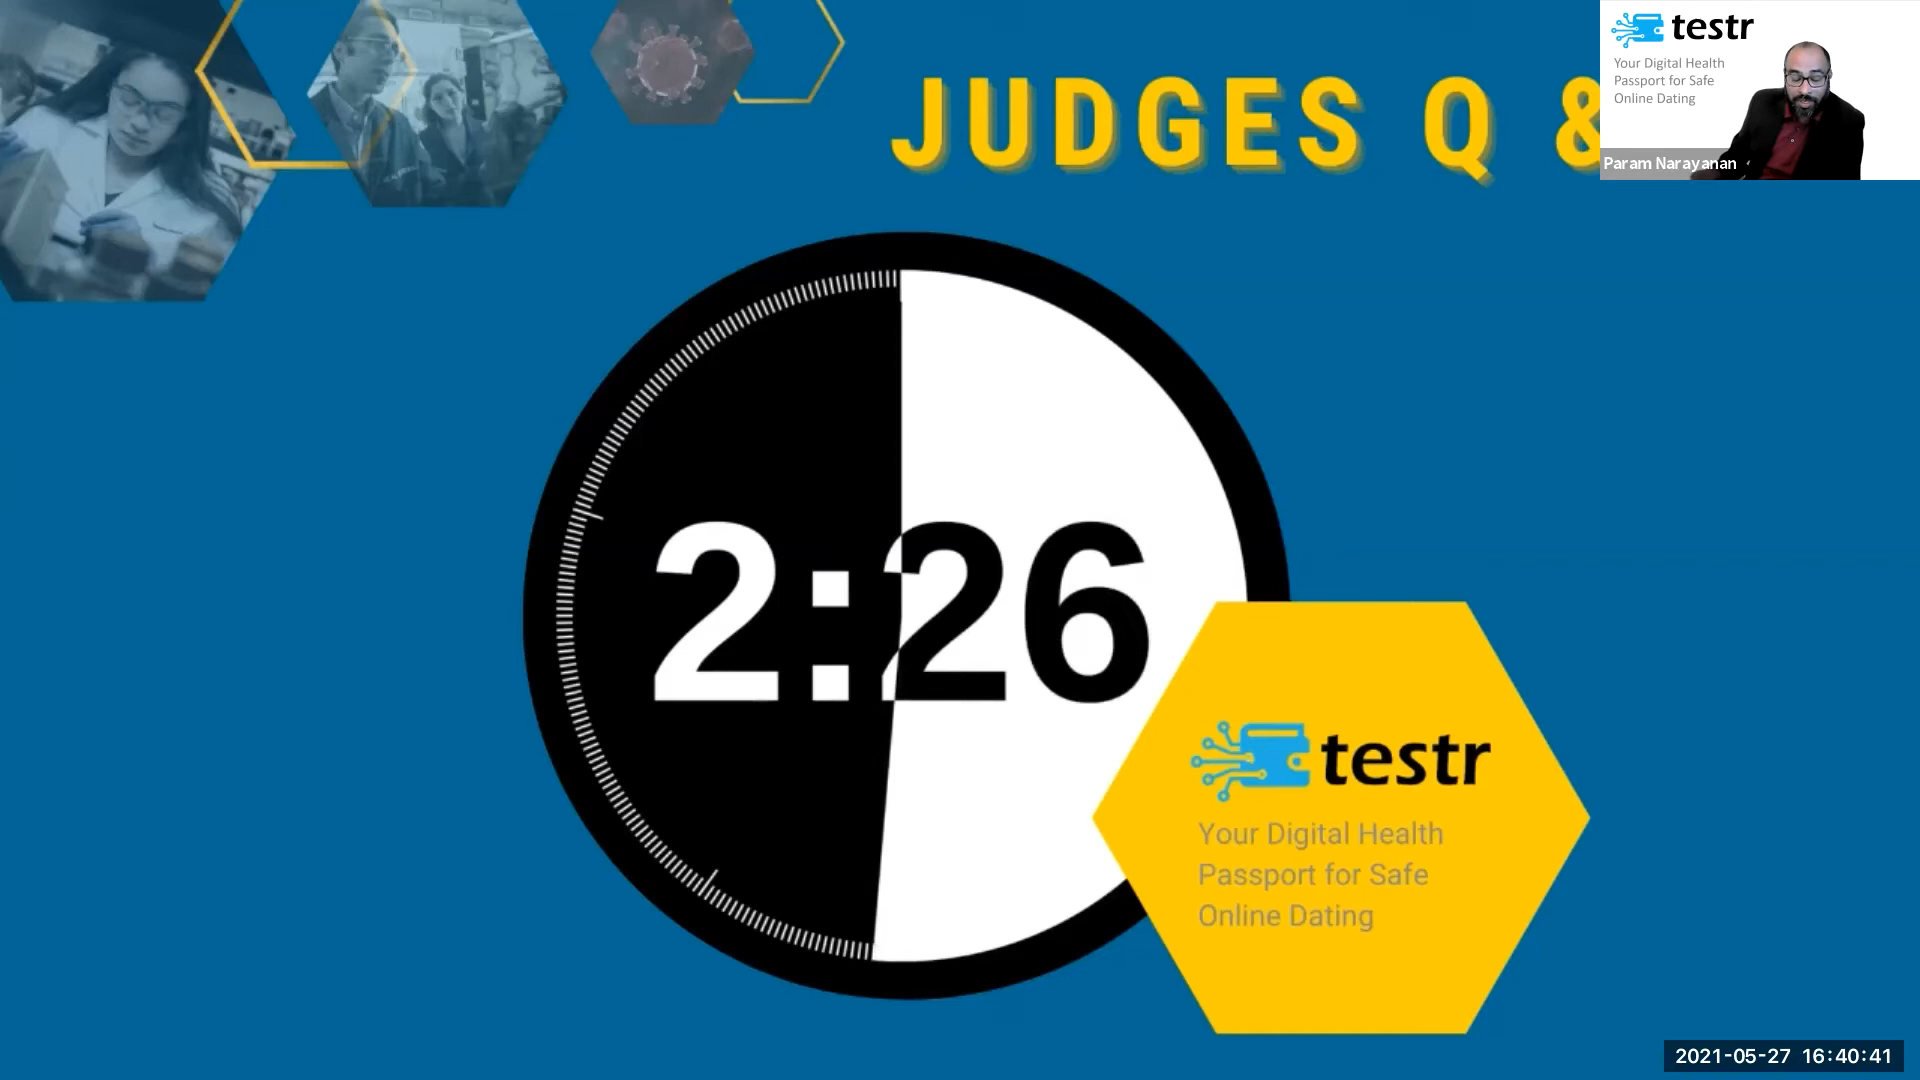 JUDGES Q &
testr
Your Digital Health
Passport for Safe
Online Dating
Param Narayanan
2:26
testr
Your Digital Health
Passport for Safe
Online Dating
2021-05-27 16:40:41